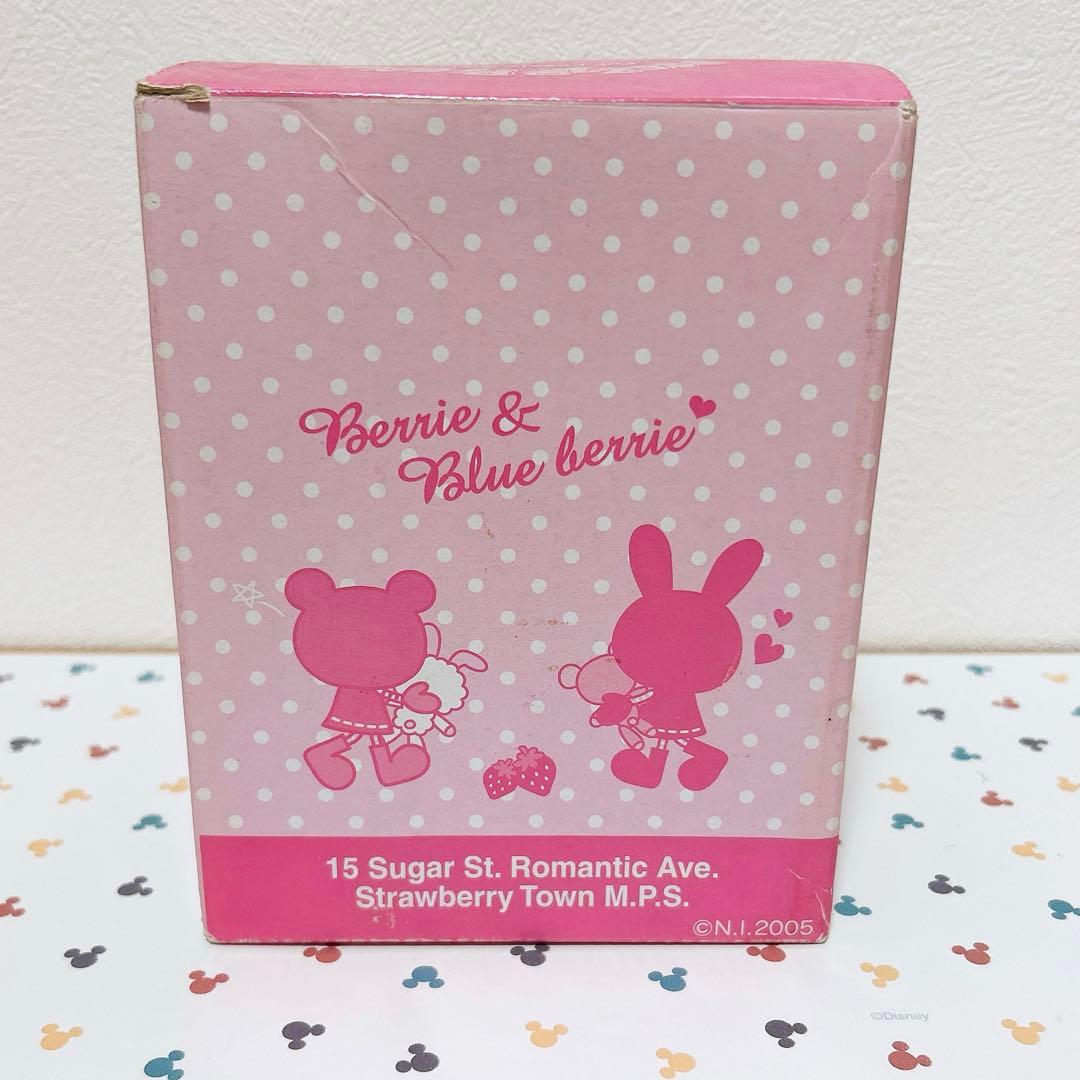 Berrie &
Blue berrie
15 Sugar St. Romantic Ave.
Strawberry Town M.P.S.
©N.I.2005
©Disney